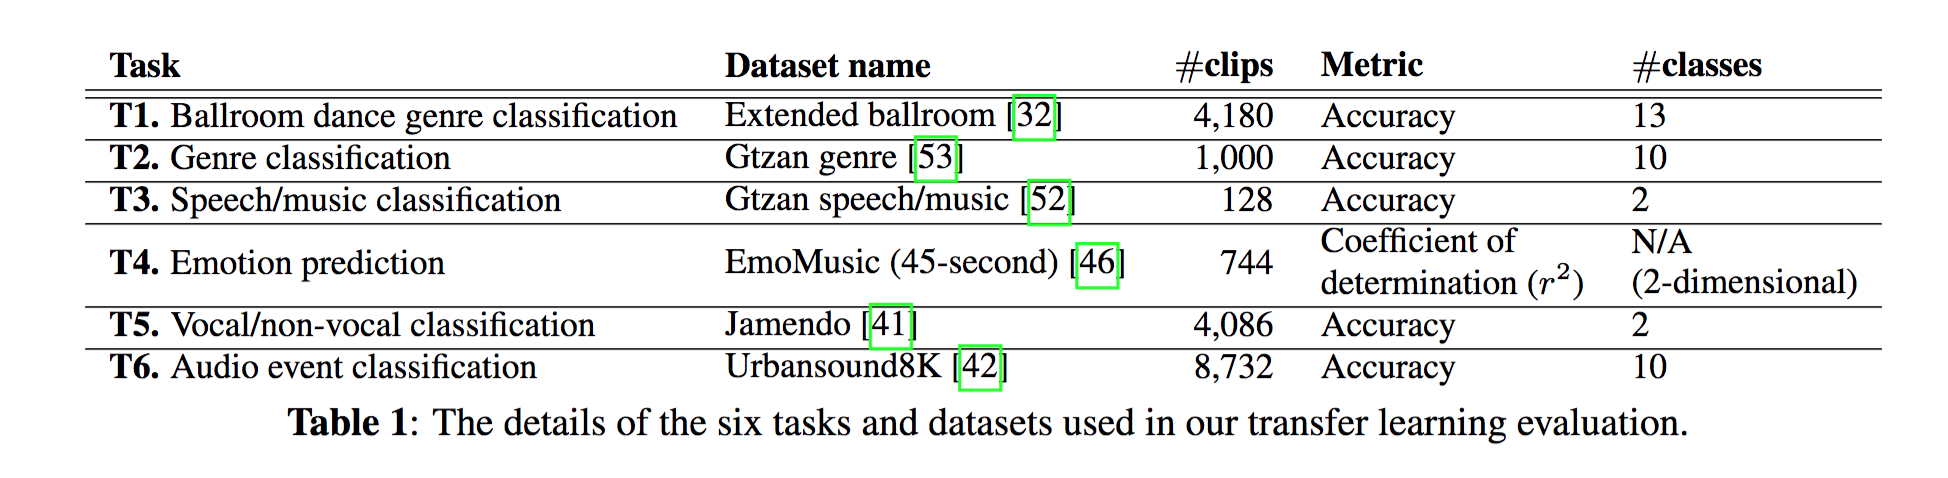 Task Dataset name #clips Metric #classes
T1. Ballroom dance genre classification Extended ballroom [32] 4,180 Accuracy 13
T2. Genre classification Gtzan genre [53] 1,000 Accuracy 10
T3. Speech/music classification Gtzan speech/music [52] 128 Accuracy 2
T4. Emotion prediction EmoMusic (45-second) [46] 744 Coefficient of determination (r²) N/A (2-dimensional)
T5. Vocal/non-vocal classification Jamendo [41] 4,086 Accuracy 2
T6. Audio event classification Urbansound8K [42] 8,732 Accuracy 10
Table 1: The details of the six tasks and datasets used in our transfer learning evaluation.